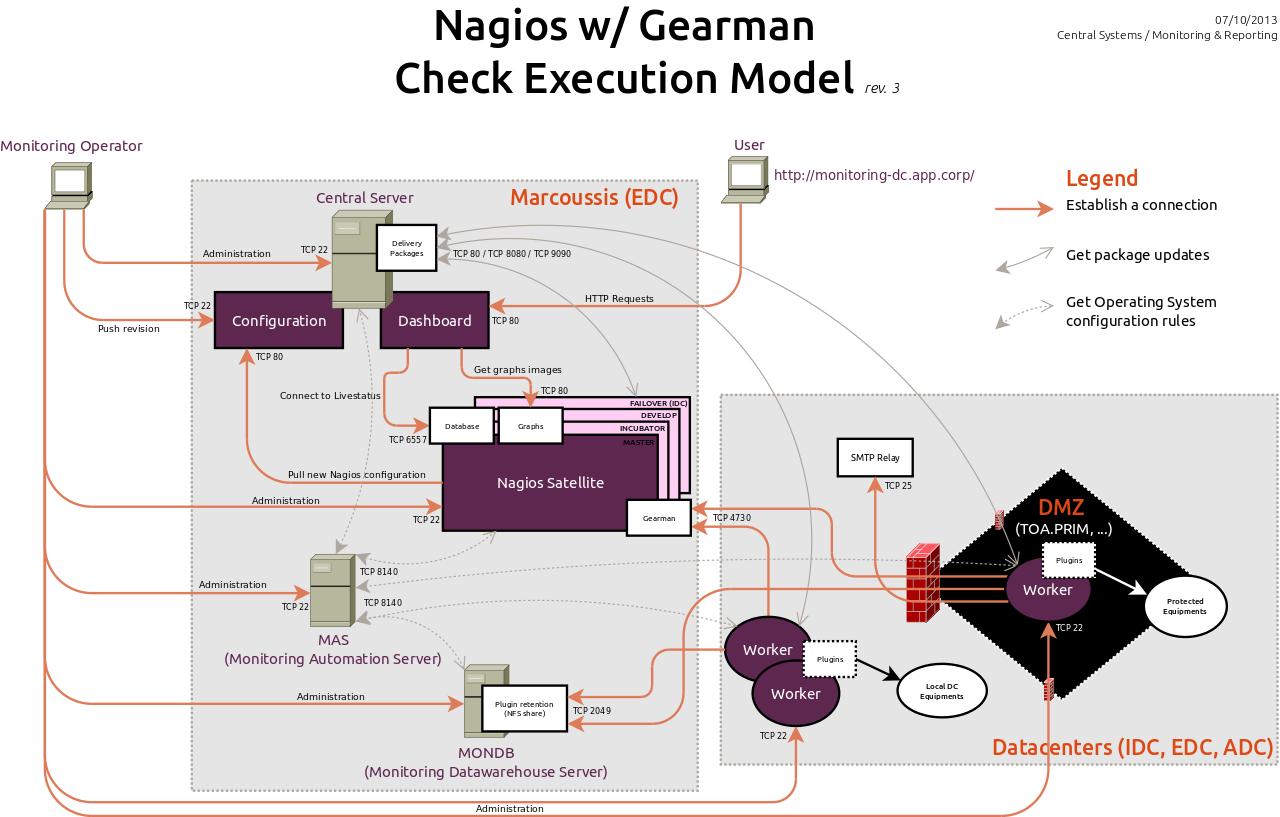 Nagios w/ Gearman
Check Execution Model rev. 3
07/10/2013
Central Systems / Monitoring & Reporting
Monitoring Operator
User
http://monitoring-dc.app.corp/
Legend
Establish a connection
Get package updates
Get Operating System
configuration rules
Marcoussis (EDC)
Central Server
Delivery
Packages
Administration
TCP 22
TCP 80 / TCP 8080 / TCP 9090
HTTP Requests
TCP 22
Push revision
Configuration
Dashboard
TCP 80
TCP 80
Get graphs images
Connect to Livestatus
TCP 80
TCP 6557
Database
Graphs
FAILOVER (IDC)
DEVELOP
INCUBATOR
MASTER
Pull new Nagios configuration
Nagios Satellite
Administration
TCP 22
Gearman
TCP 4730
SMTP Relay
TCP 25
DMZ
(TOA.PRIM, ...)
Plugins
Worker
Protected
Equipments
TCP 22
TCP 8140
TCP 8140
Administration
TCP 22
MAS
(Monitoring Automation Server)
Worker
Plugins
Worker
Local DC
Equipments
TCP 22
Administration
Plugin retention
(NFS share)
TCP 2049
MONDB
(Monitoring Datawarehouse Server)
Datacenters (IDC, EDC, ADC)
Administration